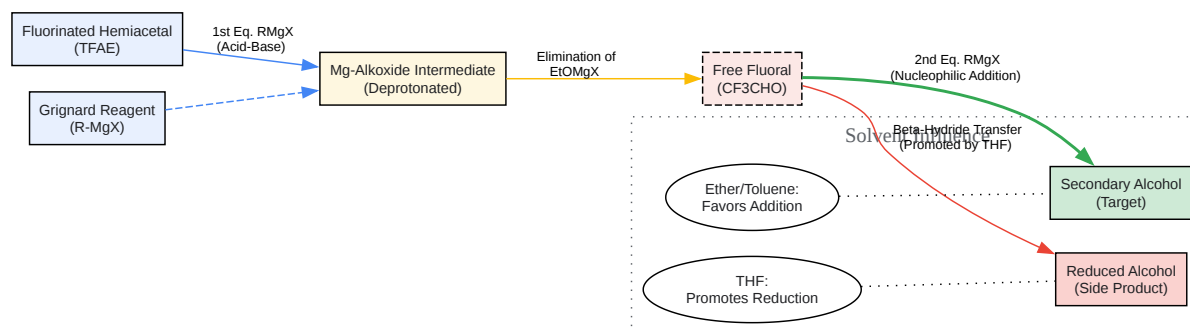 Fluorinated Hemiacetal
(TFAE)
1st Eq. RMgX
(Acid-Base)
Grignard Reagent
(R-MgX)
Mg-Alkoxide Intermediate
(Deprotonated)
Elimination of
EtOMgX
Free Fluoral
(CF3CHO)
2nd Eq. RMgX
(Nucleophilic Addition)
Beta-Hydride Transfer
(Promoted by THF)
Solvent Influence
Ether/Toluene:
Favors Addition
Secondary Alcohol
(Target)
THF:
Promotes Reduction
Reduced Alcohol
(Side Product)